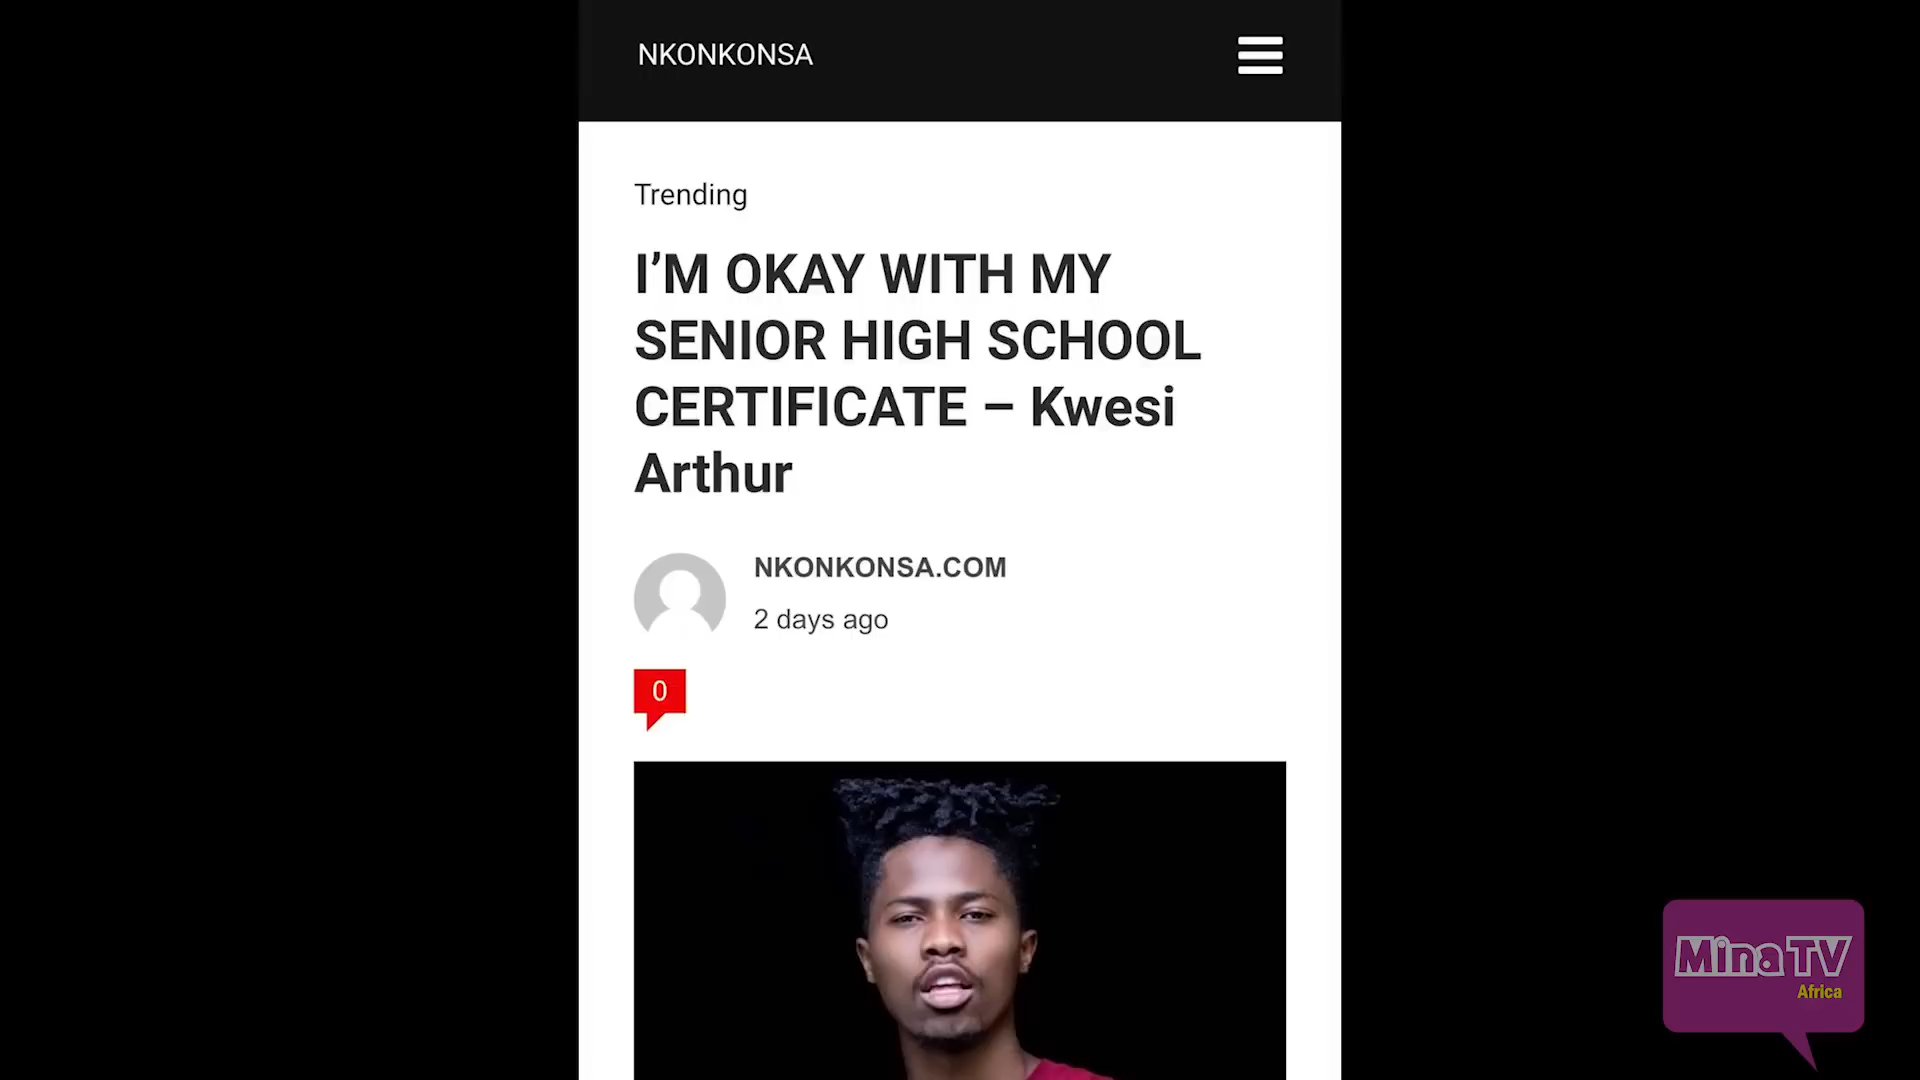 NKONKONSA
Trending
I’M OKAY WITH MY
SENIOR HIGH SCHOOL
CERTIFICATE – Kwesi
Arthur
NKONKONSA.COM
2 days ago
0
MinaTV
Africa